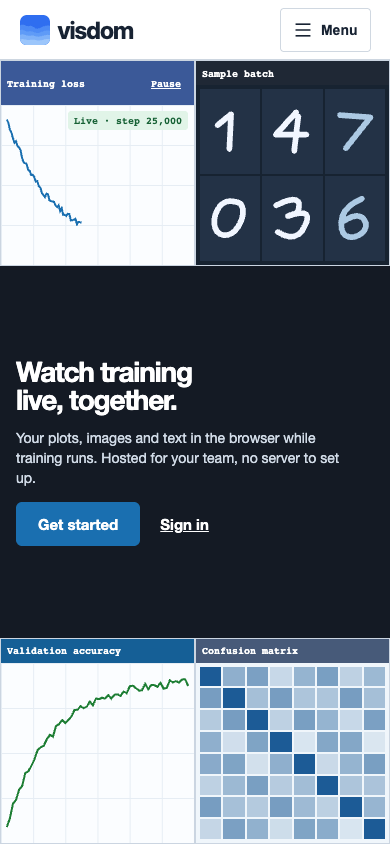 visdom
Menu
Training loss
Pause
Live · step 25,000
Sample batch
1 4 7
0 3 6
Watch training
live, together.
Your plots, images and text in the browser while
training runs. Hosted for your team, no server to set
up.
Get started
Sign in
Validation accuracy
Confusion matrix